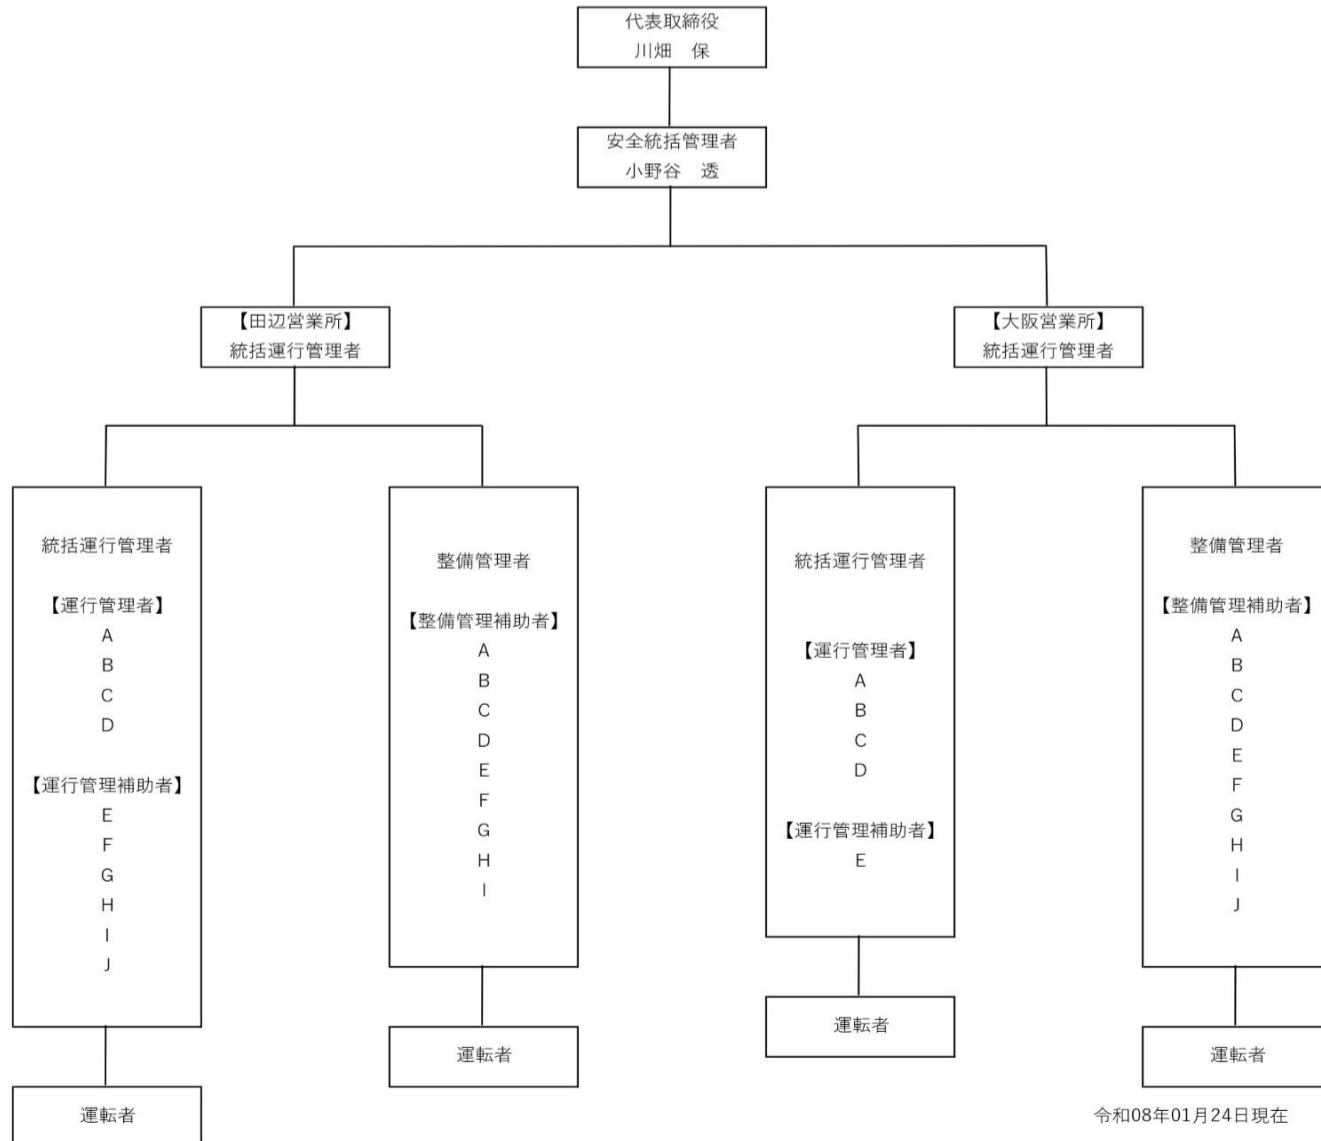 代表取締役
川畑　保
安全統括管理者
小野谷　透
【田辺営業所】
統括運行管理者
【大阪営業所】
統括運行管理者
統括運行管理者
【運行管理者】
A
B
C
D
【運行管理補助者】
E
F
G
H
I
J
運転者
整備管理者
【整備管理補助者】
A
B
C
D
E
F
G
H
I
運転者
統括運行管理者
【運行管理者】
A
B
C
D
【運行管理補助者】
E
運転者
整備管理者
【整備管理補助者】
A
B
C
D
E
F
G
H
I
J
運転者
令和08年01月24日現在